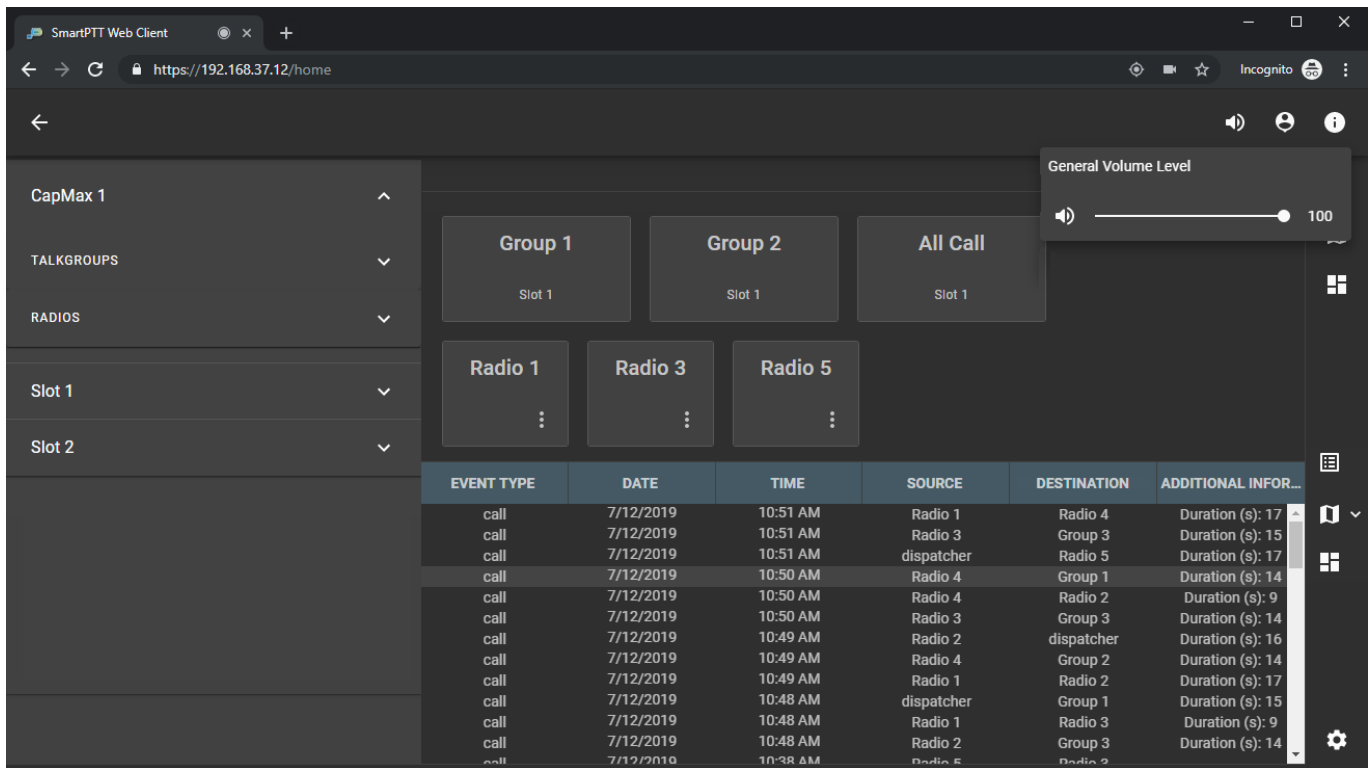 SmartPTT Web Client
https://192.168.37.12/home
Incognito
General Volume Level
100
CapMax 1
TALKGROUPS
RADIOS
Slot 1
Slot 2
Group 1 Group 2 All Call
Slot 1 Slot 1 Slot 1
Radio 1 Radio 3 Radio 5
EVENT TYPE DATE TIME SOURCE DESTINATION ADDITIONAL INFOR...
call 7/12/2019 10:51 AM Radio 1 Radio 4 Duration (s): 17
call 7/12/2019 10:51 AM Radio 3 Group 3 Duration (s): 15
call 7/12/2019 10:51 AM dispatcher Radio 5 Duration (s): 17
call 7/12/2019 10:50 AM Radio 4 Group 1 Duration (s): 14
call 7/12/2019 10:50 AM Radio 4 Radio 2 Duration (s): 9
call 7/12/2019 10:50 AM Radio 3 Group 3 Duration (s): 14
call 7/12/2019 10:49 AM Radio 2 dispatcher Duration (s): 16
call 7/12/2019 10:49 AM Radio 4 Group 2 Duration (s): 14
call 7/12/2019 10:49 AM Radio 1 Radio 2 Duration (s): 17
call 7/12/2019 10:48 AM dispatcher Group 1 Duration (s): 15
call 7/12/2019 10:48 AM Radio 1 Radio 3 Duration (s): 9
call 7/12/2019 10:48 AM Radio 2 Group 3 Duration (s): 14
call 7/12/2019 10:38 AM Radio 5 Radio